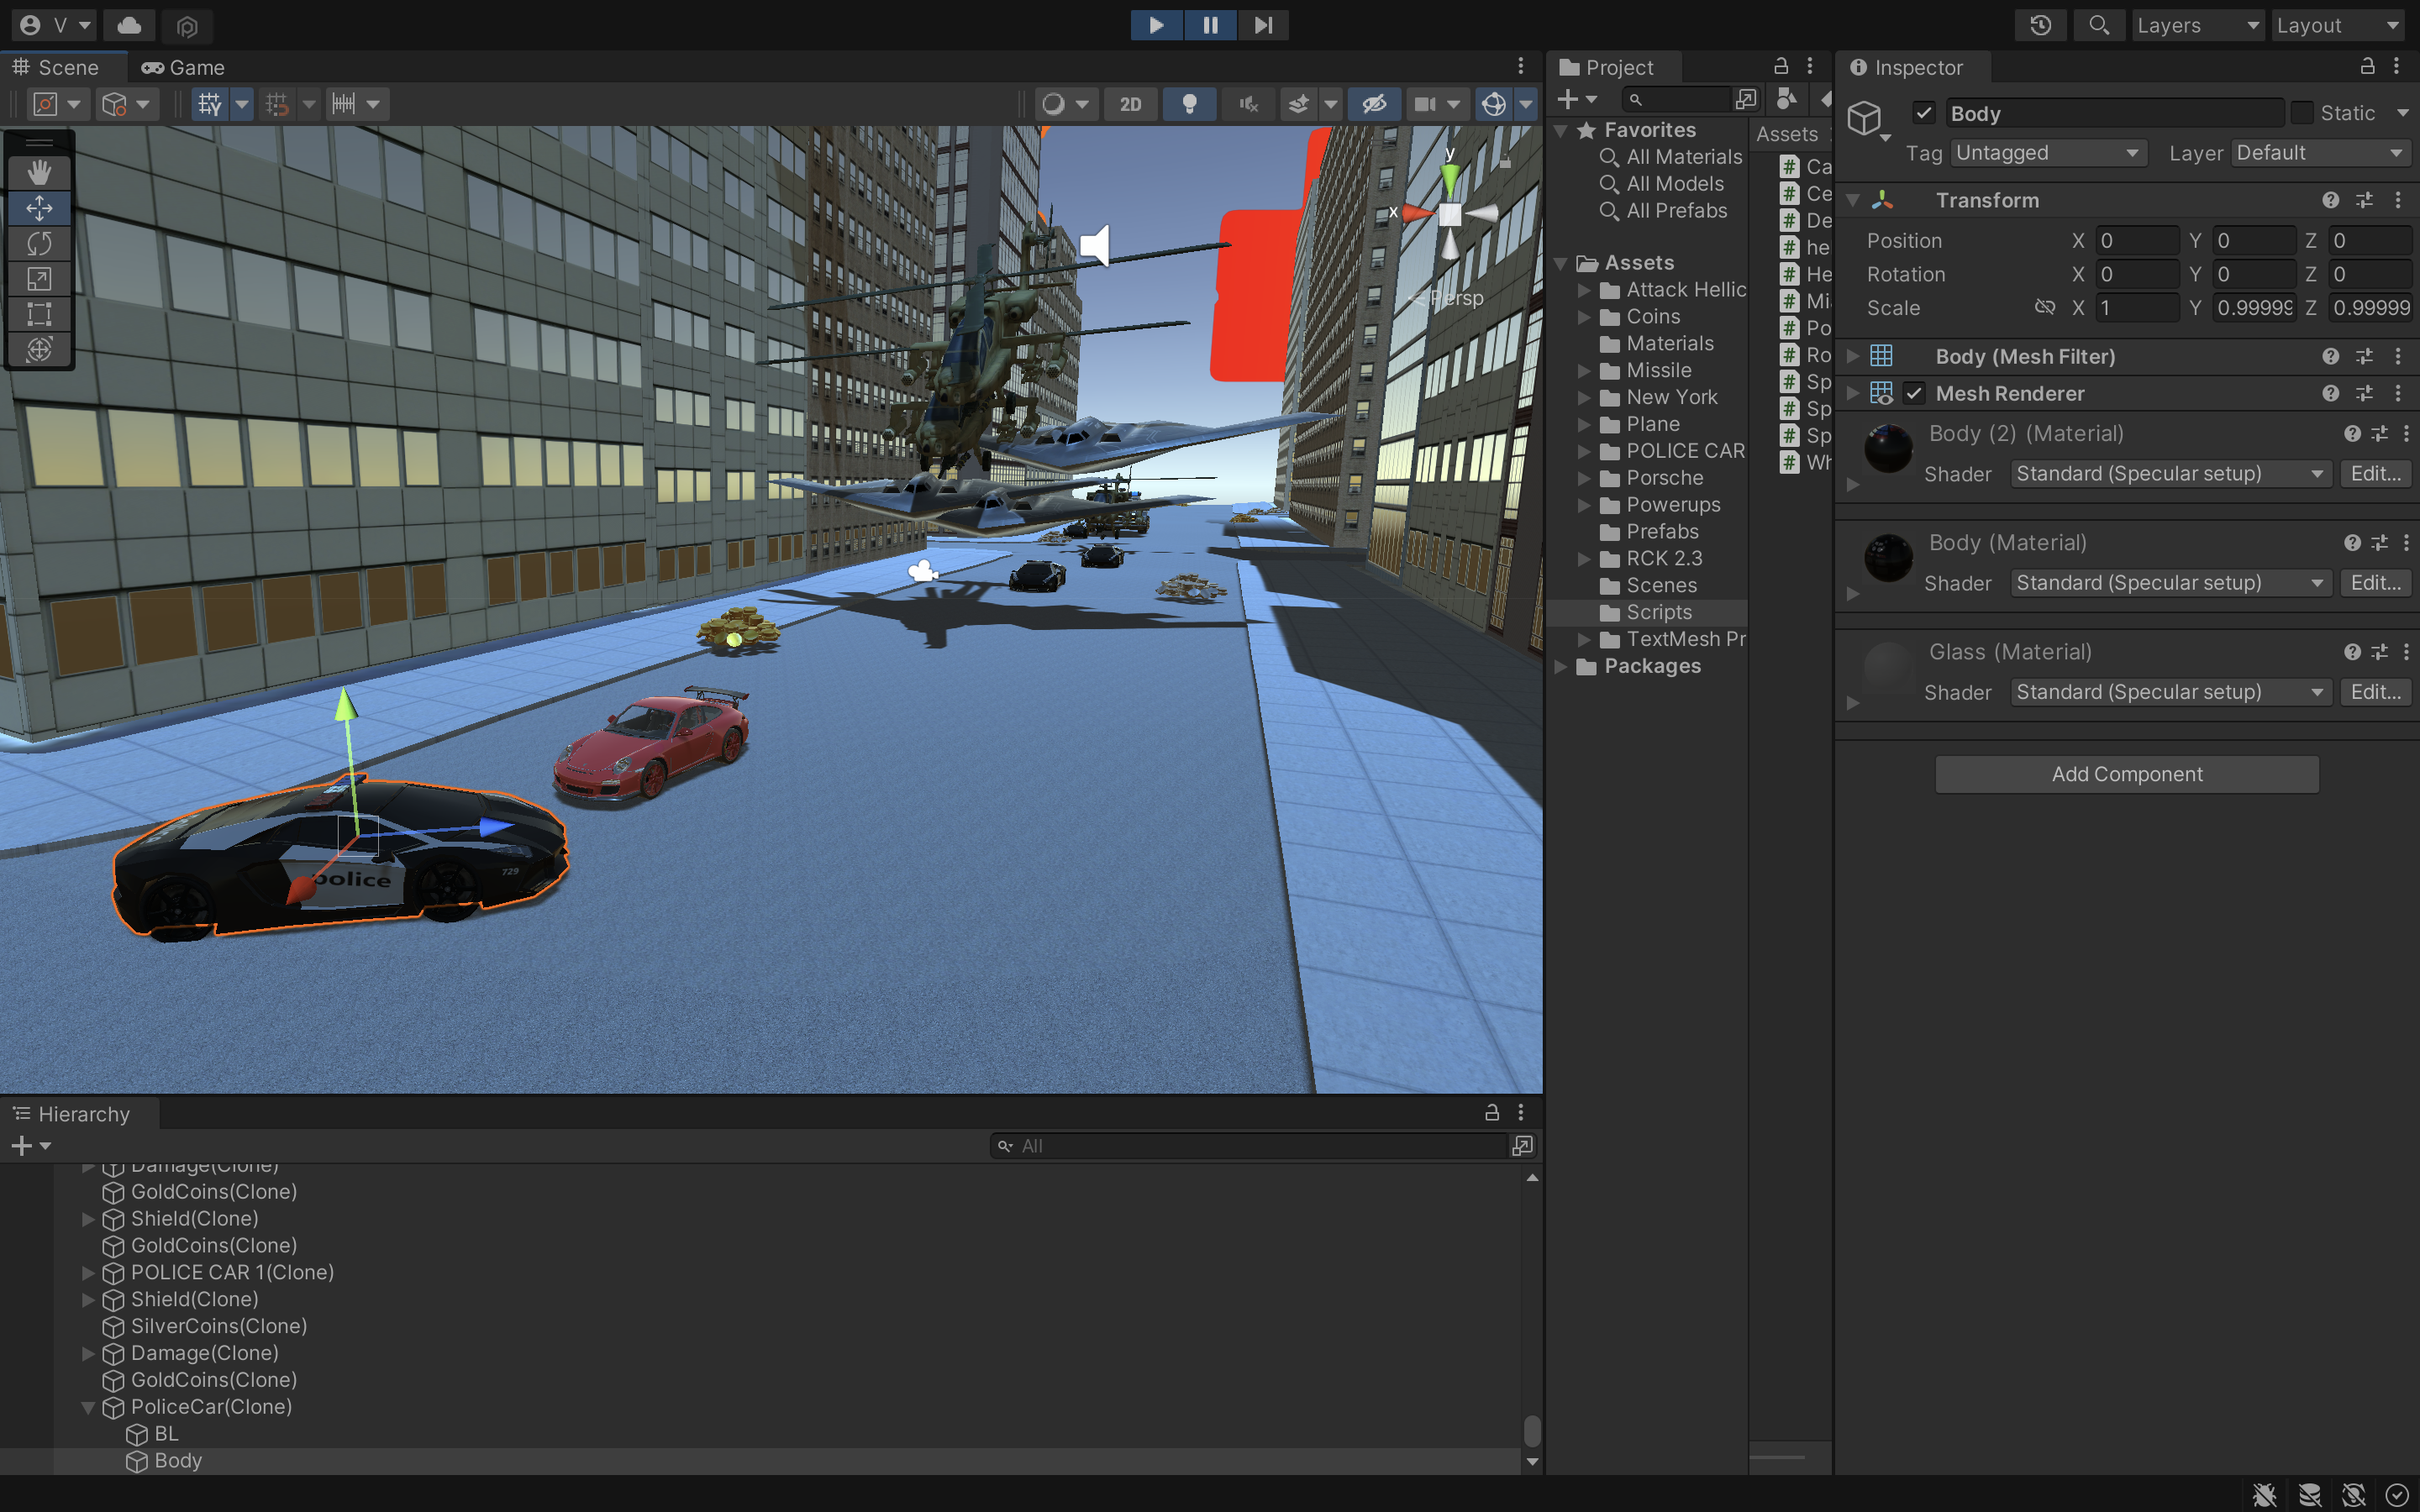 V
Layers
Layout
Scene
Game
2D
y
x
Persp
police
729
Hierarchy
All
Damage(Clone)
GoldCoins(Clone)
Shield(Clone)
GoldCoins(Clone)
POLICE CAR 1(Clone)
Shield(Clone)
SilverCoins(Clone)
Damage(Clone)
GoldCoins(Clone)
PoliceCar(Clone)
BL
Body
Project
Favorites
All Materials
All Models
All Prefabs
Assets
Attack Hellic
Coins
Materials
Missile
New York
Plane
POLICE CAR
Porsche
Powerups
Prefabs
RCK 2.3
Scenes
Scripts
TextMesh Pr
Packages
Assets
# Ca
# Ce
# De
# he
# He
# Mi
# Po
# Ro
# Sp
# Sp
# Sp
# Wh
Inspector
Body
Static
Tag Untagged Layer Default
Transform
Position X 0 Y 0 Z 0
Rotation X 0 Y 0 Z 0
Scale X 1 Y 0.99999 Z 0.99999
Body (Mesh Filter)
Mesh Renderer
Body (2) (Material)
Shader Standard (Specular setup) Edit...
Body (Material)
Shader Standard (Specular setup) Edit...
Glass (Material)
Shader Standard (Specular setup) Edit...
Add Component